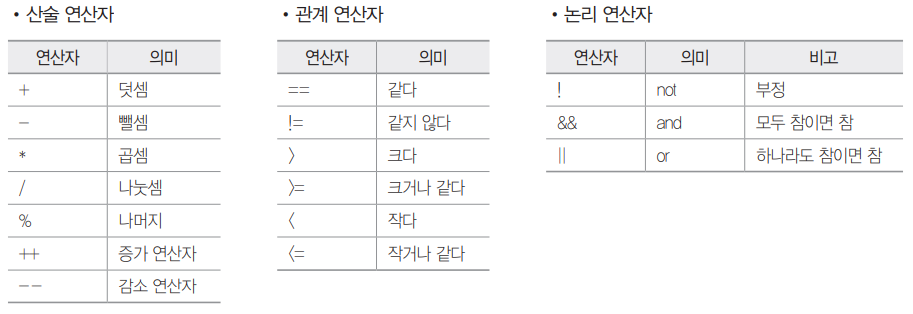 • 산술 연산자
연산자 의미
+ 덧셈
- 뺄셈
* 곱셈
/ 나눗셈
% 나머지
++ 증가 연산자
-- 감소 연산자
• 관계 연산자
연산자 의미
== 같다
!= 같지 않다
> 크다
>= 크거나 같다
< 작다
<= 작거나 같다
• 논리 연산자
연산자 의미 비고
! not 부정
&& and 모두 참이면 참
|| or 하나라도 참이면 참